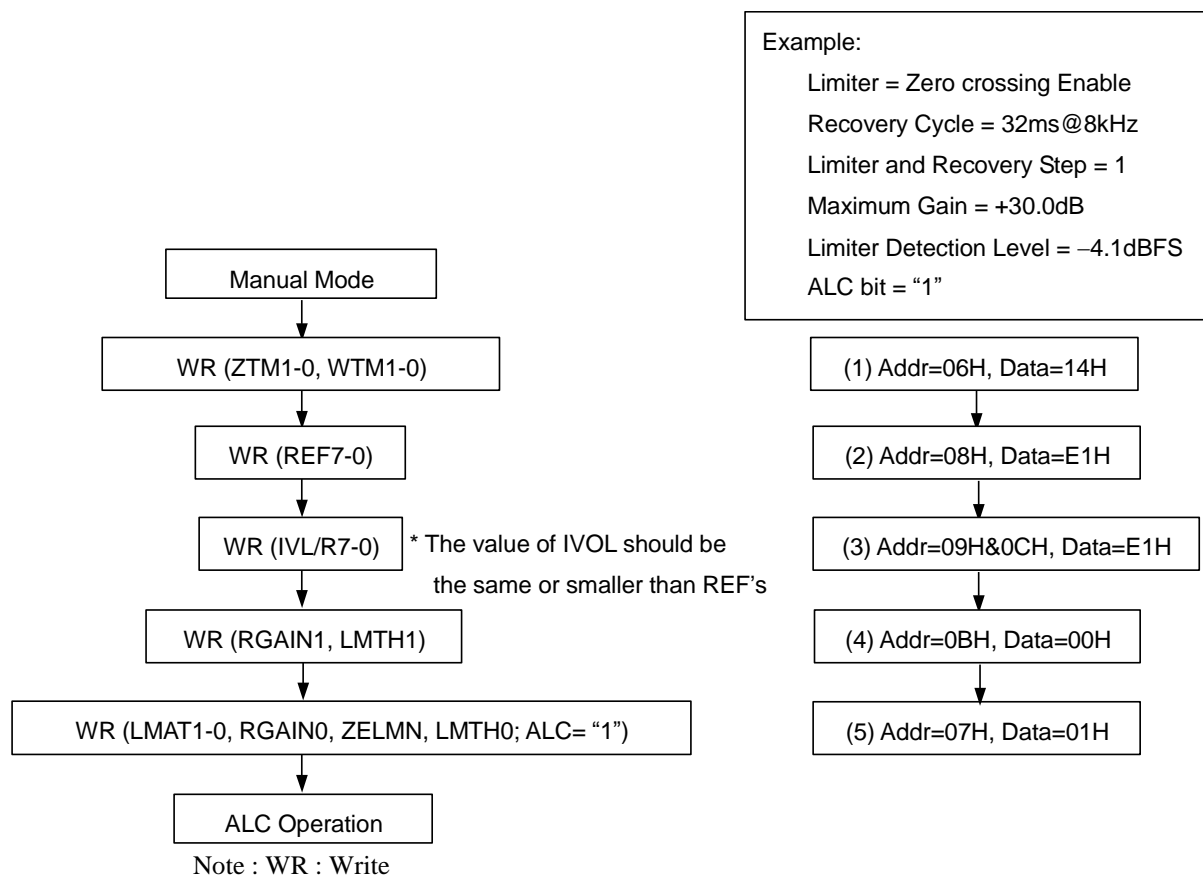 Example:
Limiter = Zero crossing Enable
Recovery Cycle = 32ms@8kHz
Limiter and Recovery Step = 1
Maximum Gain = +30.0dB
Limiter Detection Level = −4.1dBFS
ALC bit = “1”
Manual Mode
WR (ZTM1-0, WTM1-0)
WR (REF7-0)
WR (IVL/R7-0)
* The value of IVOL should be
the same or smaller than REF’s
WR (RGAIN1, LMTH1)
WR (LMAT1-0, RGAIN0, ZELMN, LMTH0; ALC= “1”)
ALC Operation
Note : WR : Write
(1) Addr=06H, Data=14H
(2) Addr=08H, Data=E1H
(3) Addr=09H&0CH, Data=E1H
(4) Addr=0BH, Data=00H
(5) Addr=07H, Data=01H